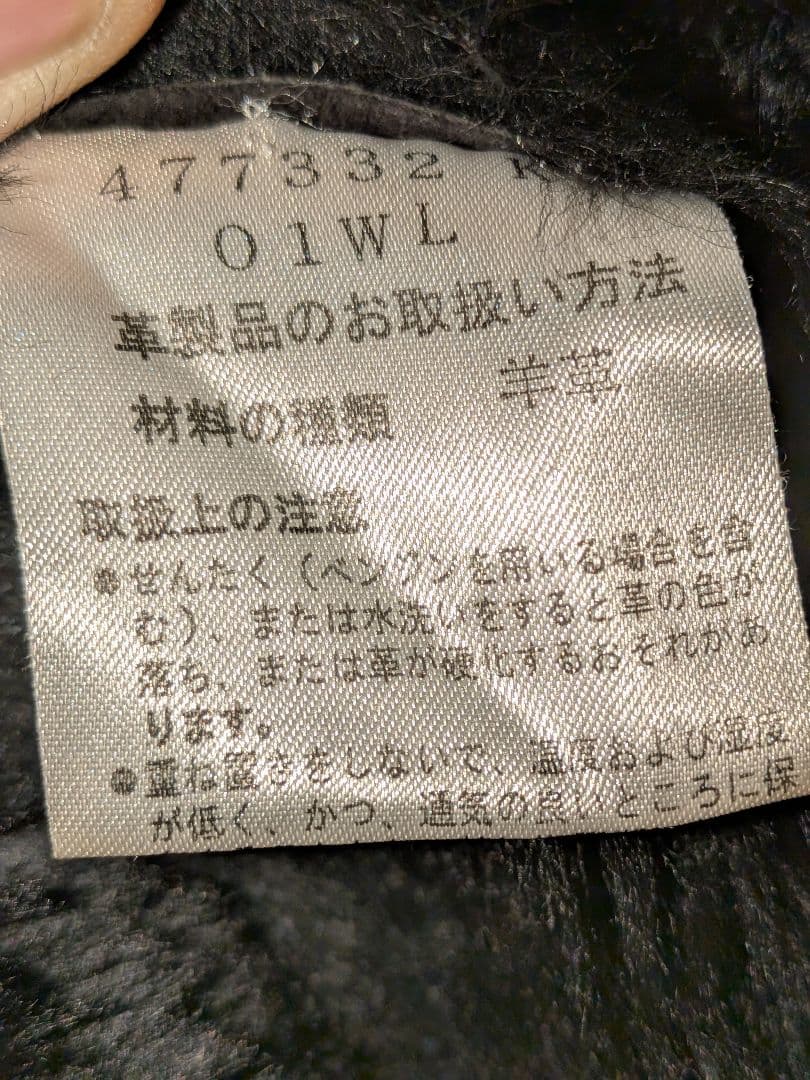 477332
01WL
革製品のお取扱い方法
材料の種類 羊革
取扱上の注意
●せんたく（ベンジンを用いる場合を含
む）、または水洗いをすると革の色が
落ち、または革が硬化するおそれがあ
ります。
●重ね置きをしないで、温度および湿度
が低く、かつ、通気の良いところに保